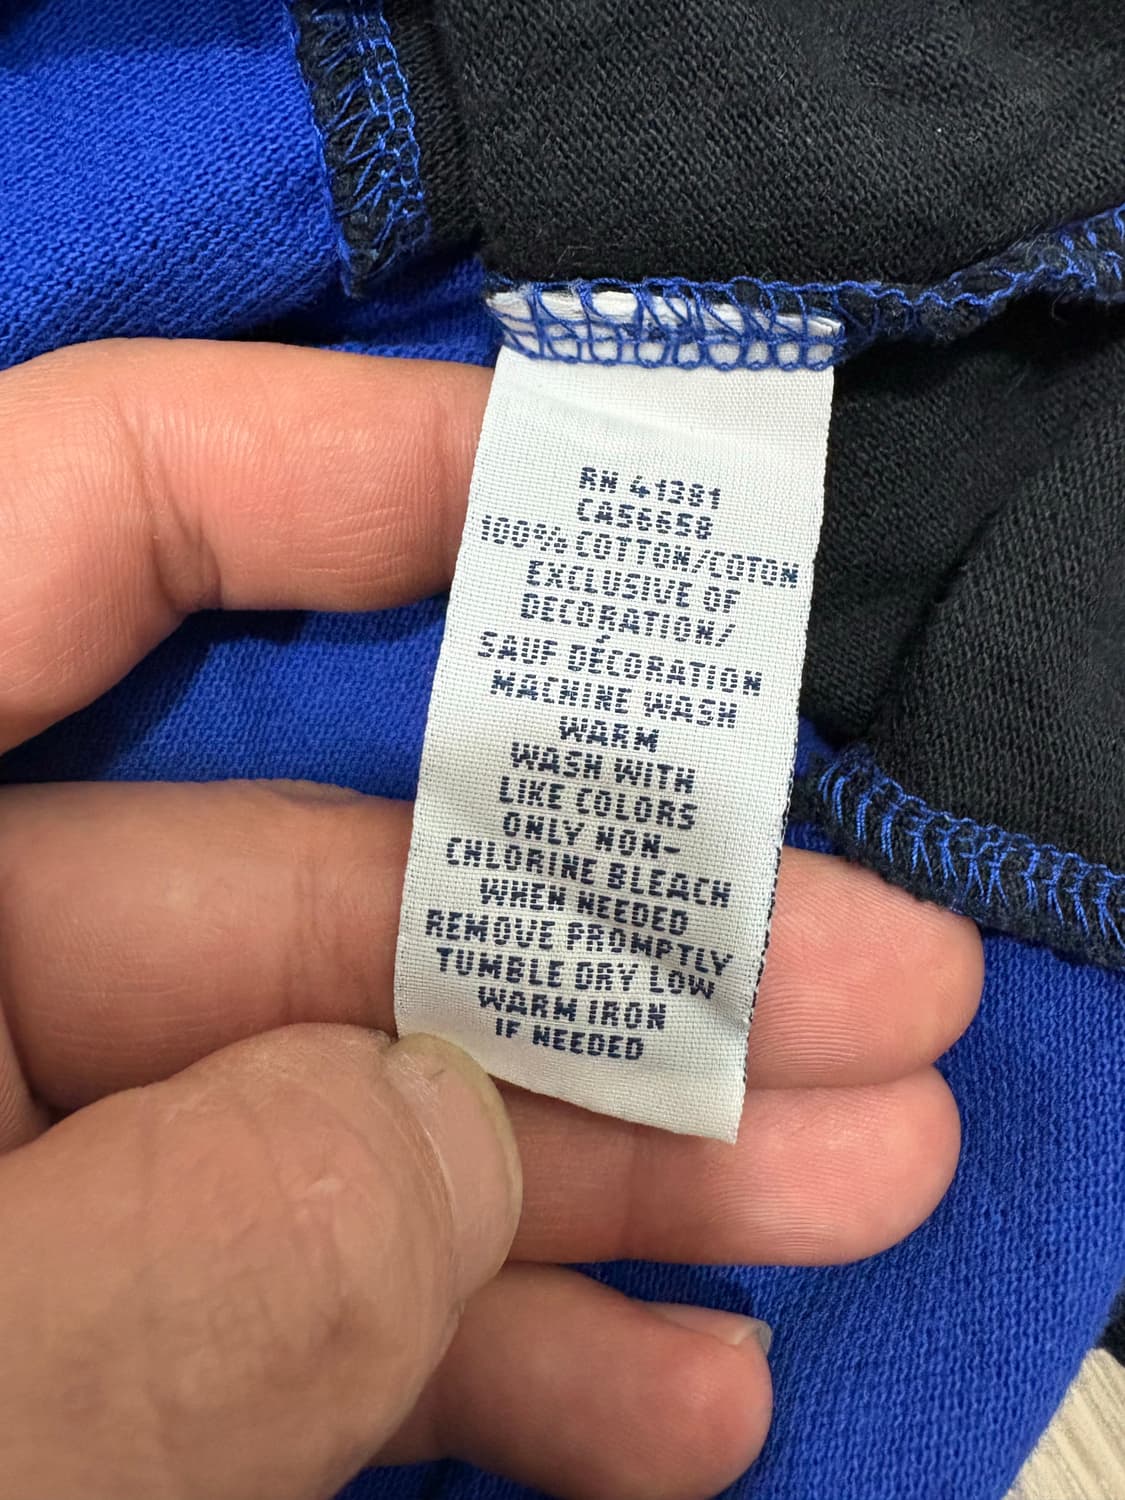 RN 41381
CA56658
100% COTTON/COTON
EXCLUSIVE OF
DECORATION/
SAUF DÉCORATION
MACHINE WASH
WARM
WASH WITH
LIKE COLORS
ONLY NON-
CHLORINE BLEACH
WHEN NEEDED
REMOVE PROMPTLY
TUMBLE DRY LOW
WARM IRON
IF NEEDED